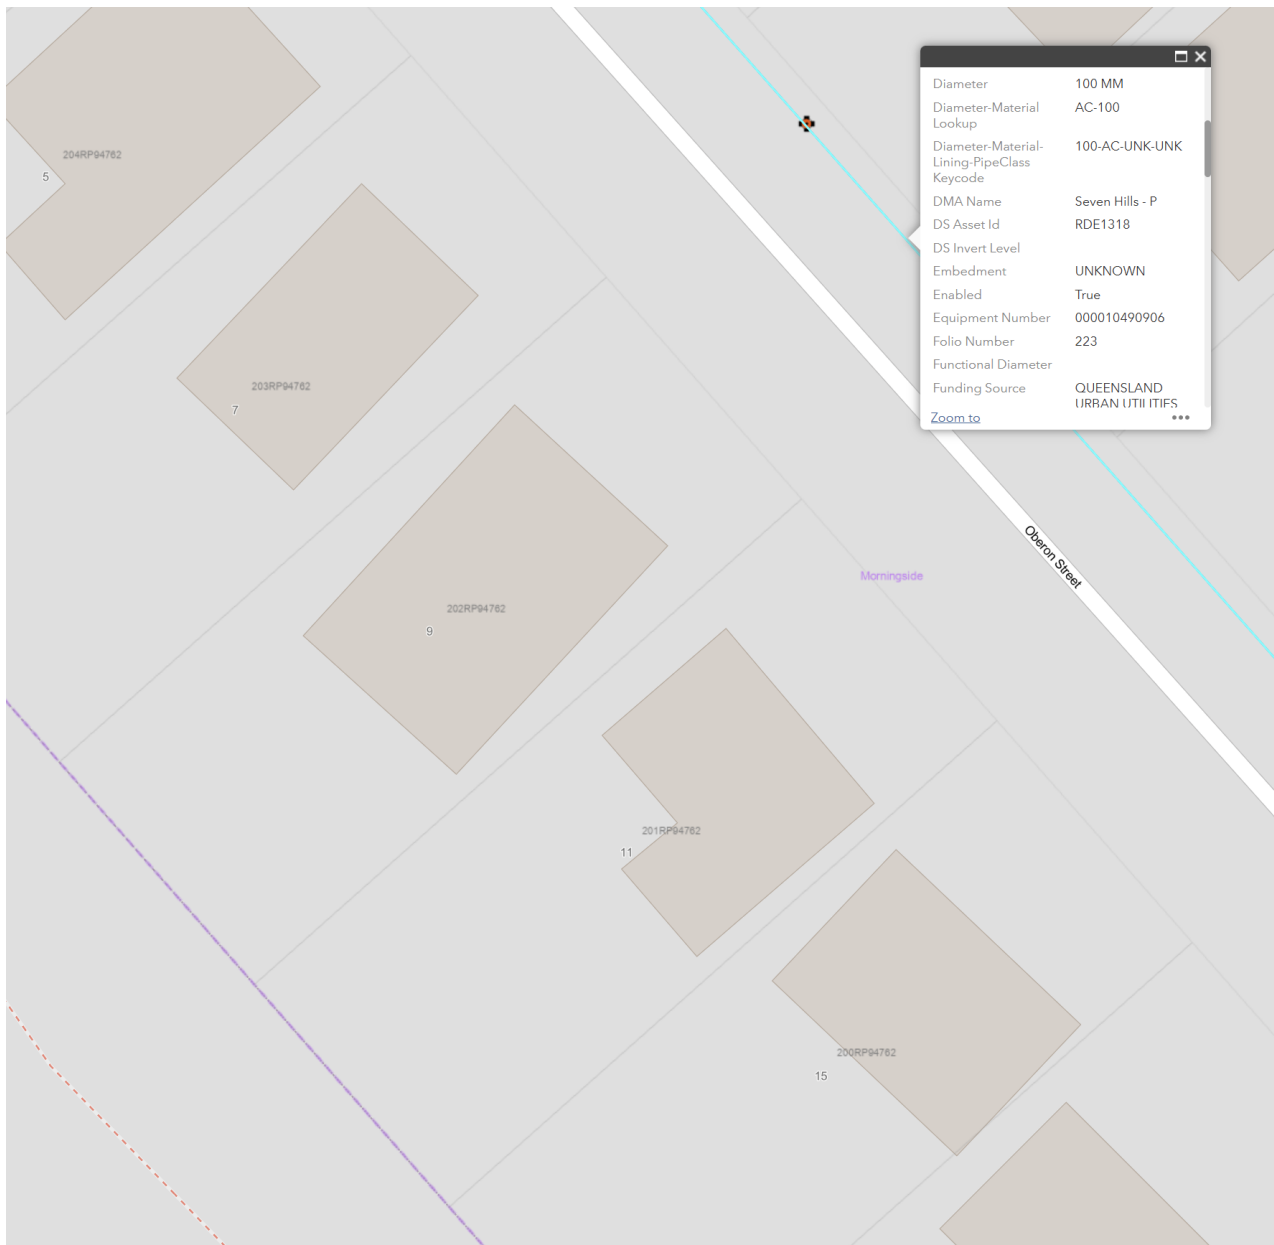 Diameter 100 MM
Diameter-Material AC-100
Lookup
Diameter-Material- 100-AC-UNK-UNK
Lining-PipeClass
Keycode
DMA Name Seven Hills - P
DS Asset Id RDE1318
DS Invert Level
Embedment UNKNOWN
Enabled True
Equipment Number 000010490906
Folio Number 223
Functional Diameter
Funding Source QUEENSLAND
URBAN UTILITIES
Zoom to
204RP94762
5
203RP94762
7
Oberon Street
Morningside
202RP94762
9
201RP94762
11
200RP94762
15